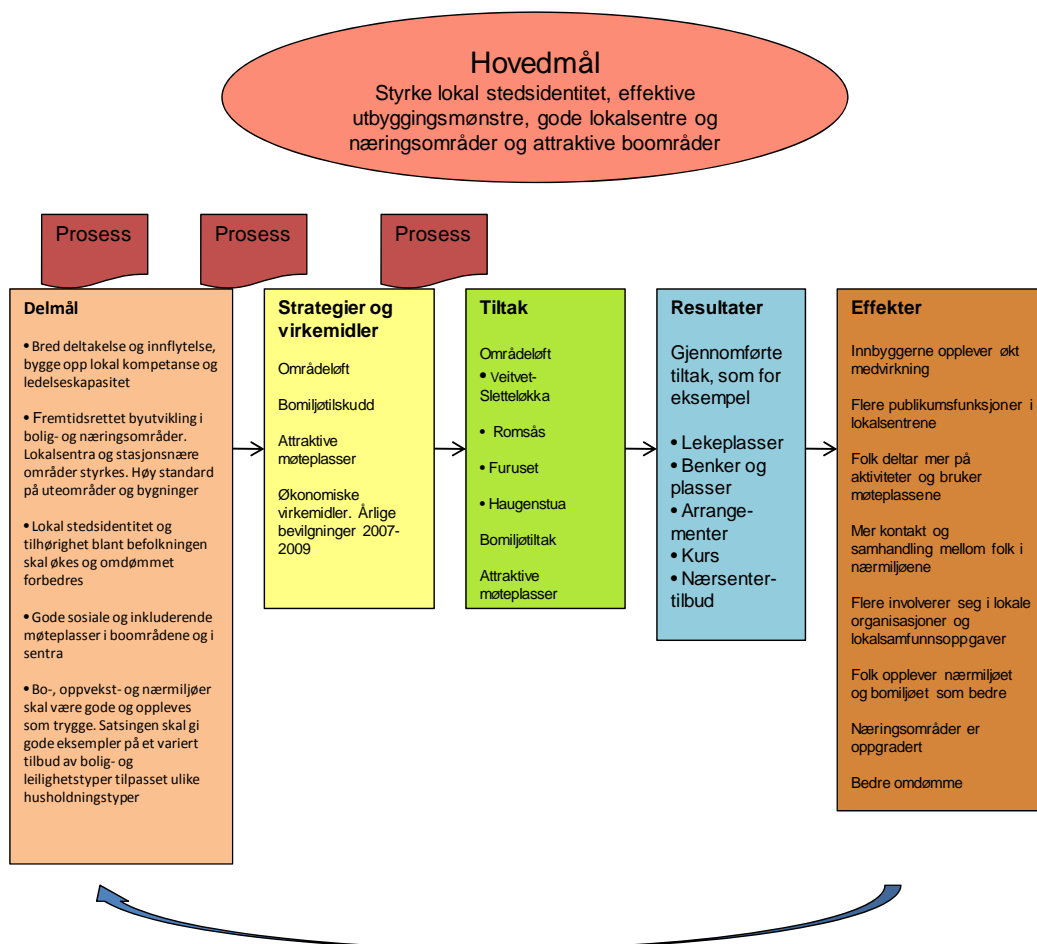 Hovedmål
Styrke lokal stedsidentitet, effektive
utbyggingsmønstre, gode lokalsentre og
næringsområder og attraktive boområder
Prosess
Prosess
Prosess
Delmål
• Bred deltakelse og innflytelse,
bygge opp lokal kompetanse og
ledelseskapasitet
• Fremtidsrettet byutvikling i
bolig- og næringsområder.
Lokalsentra og stasjonsnære
områder styrkes. Høy standard
på uteområder og bygninger
• Lokal stedsidentitet og
tilhørighet blant befolkningen
skal økes og omdømmet
forbedres
• Gode sosiale og inkluderende
møteplasser i boområdene og i
sentra
• Bo-, oppvekst- og nærmiljøer
skal være gode og oppleves
som trygge. Satsingen skal gi
gode eksempler på et variert
tilbud av bolig- og
leilighetstyper tilpasset ulike
husholdningstyper
Strategier og
virkemidler
Områdeløft
Bomiljøtilskudd
Attraktive
møteplasser
Økonomiske
virkemidler. Årlige
bevilgninger 2007-
2009
Tiltak
Områdeløft
• Veitvet-
Sletteløkka
• Romsås
• Furuset
• Haugenstua
Bomiljøtiltak
Attraktive
møteplasser
Resultater
Gjennomførte
tiltak, som for
eksempel
• Lekeplasser
• Benker og
plasser
• Arrange-
menter
• Kurs
• Nærsenter-
tilbud
Effekter
Innbyggerne opplever økt
medvirkning
Flere publikumsfunksjoner i
lokalsentrene
Folk deltar mer på
aktiviteter og bruker
møteplassene
Mer kontakt og
samhandling mellom folk i
nærmiljøene
Flere involverer seg i lokale
organisasjoner og
lokalsamfunnsoppgaver
Folk opplever nærmiljøet
og bomiljøet som bedre
Næringsområder er
oppgradert
Bedre omdømme